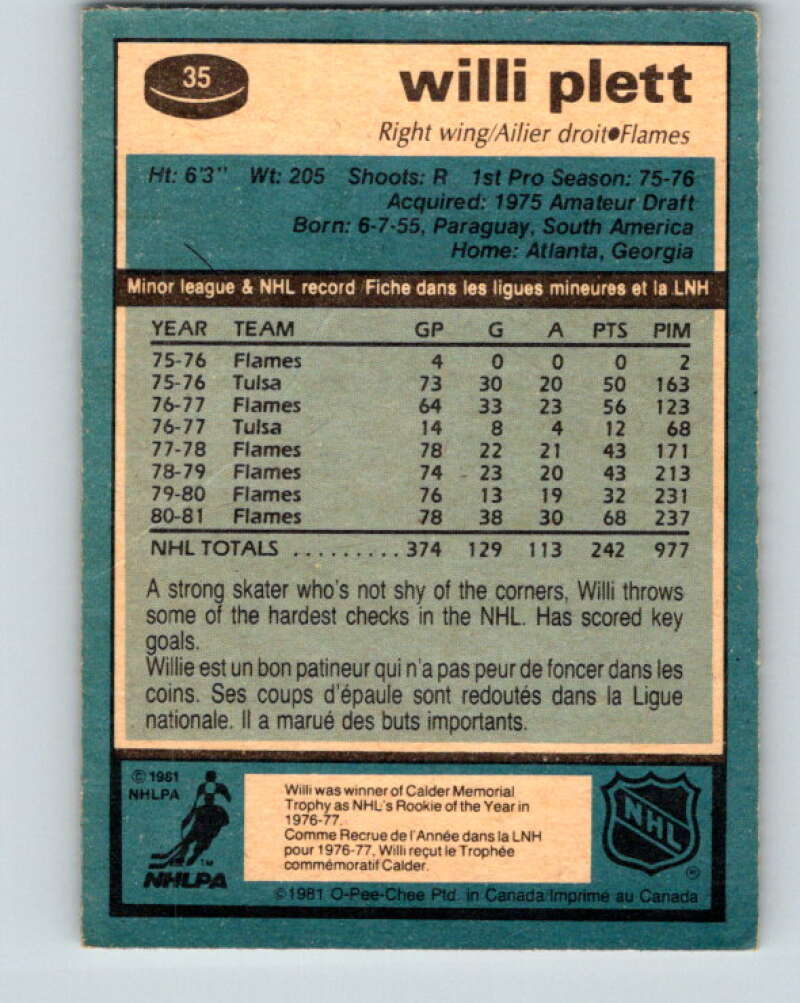 35
willi plett
Right wing/Ailier droit●Flames
Ht: 6'3" Wt: 205 Shoots: R 1st Pro Season: 75-76
Acquired: 1975 Amateur Draft
Born: 6-7-55, Paraguay, South America
Home: Atlanta, Georgia
Minor league & NHL record Fiche dans les ligues mineures et la LNH
YEAR TEAM GP G A PTS PIM
75-76 Flames 4 0 0 0 2
75-76 Tulsa 73 30 20 50 163
76-77 Flames 64 33 23 56 123
76-77 Tulsa 14 8 4 12 68
77-78 Flames 78 22 21 43 171
78-79 Flames 74 23 20 43 213
79-80 Flames 76 13 19 32 231
80-81 Flames 78 38 30 68 237
NHL TOTALS ......... 374 129 113 242 977
A strong skater who's not shy of the corners, Willi throws
some of the hardest checks in the NHL. Has scored key
goals.
Willie est un bon patineur qui n'a pas peur de foncer dans les
coins. Ses coups d'épaule sont redoutés dans la Ligue
nationale. Il a marué des buts importants.
© 1981
NHLPA
TM
NHLPA
Willi was winner of Calder Memorial
Trophy as NHL's Rookie of the Year in
1976-77.
Comme Recrue de l'Année dans la LNH
pour 1976-77, Willi reçut le Trophée
commémoratif Calder.
NHL
®
©1981 O-Pee-Chee Ptd. in Canada/Imprimé au Canada